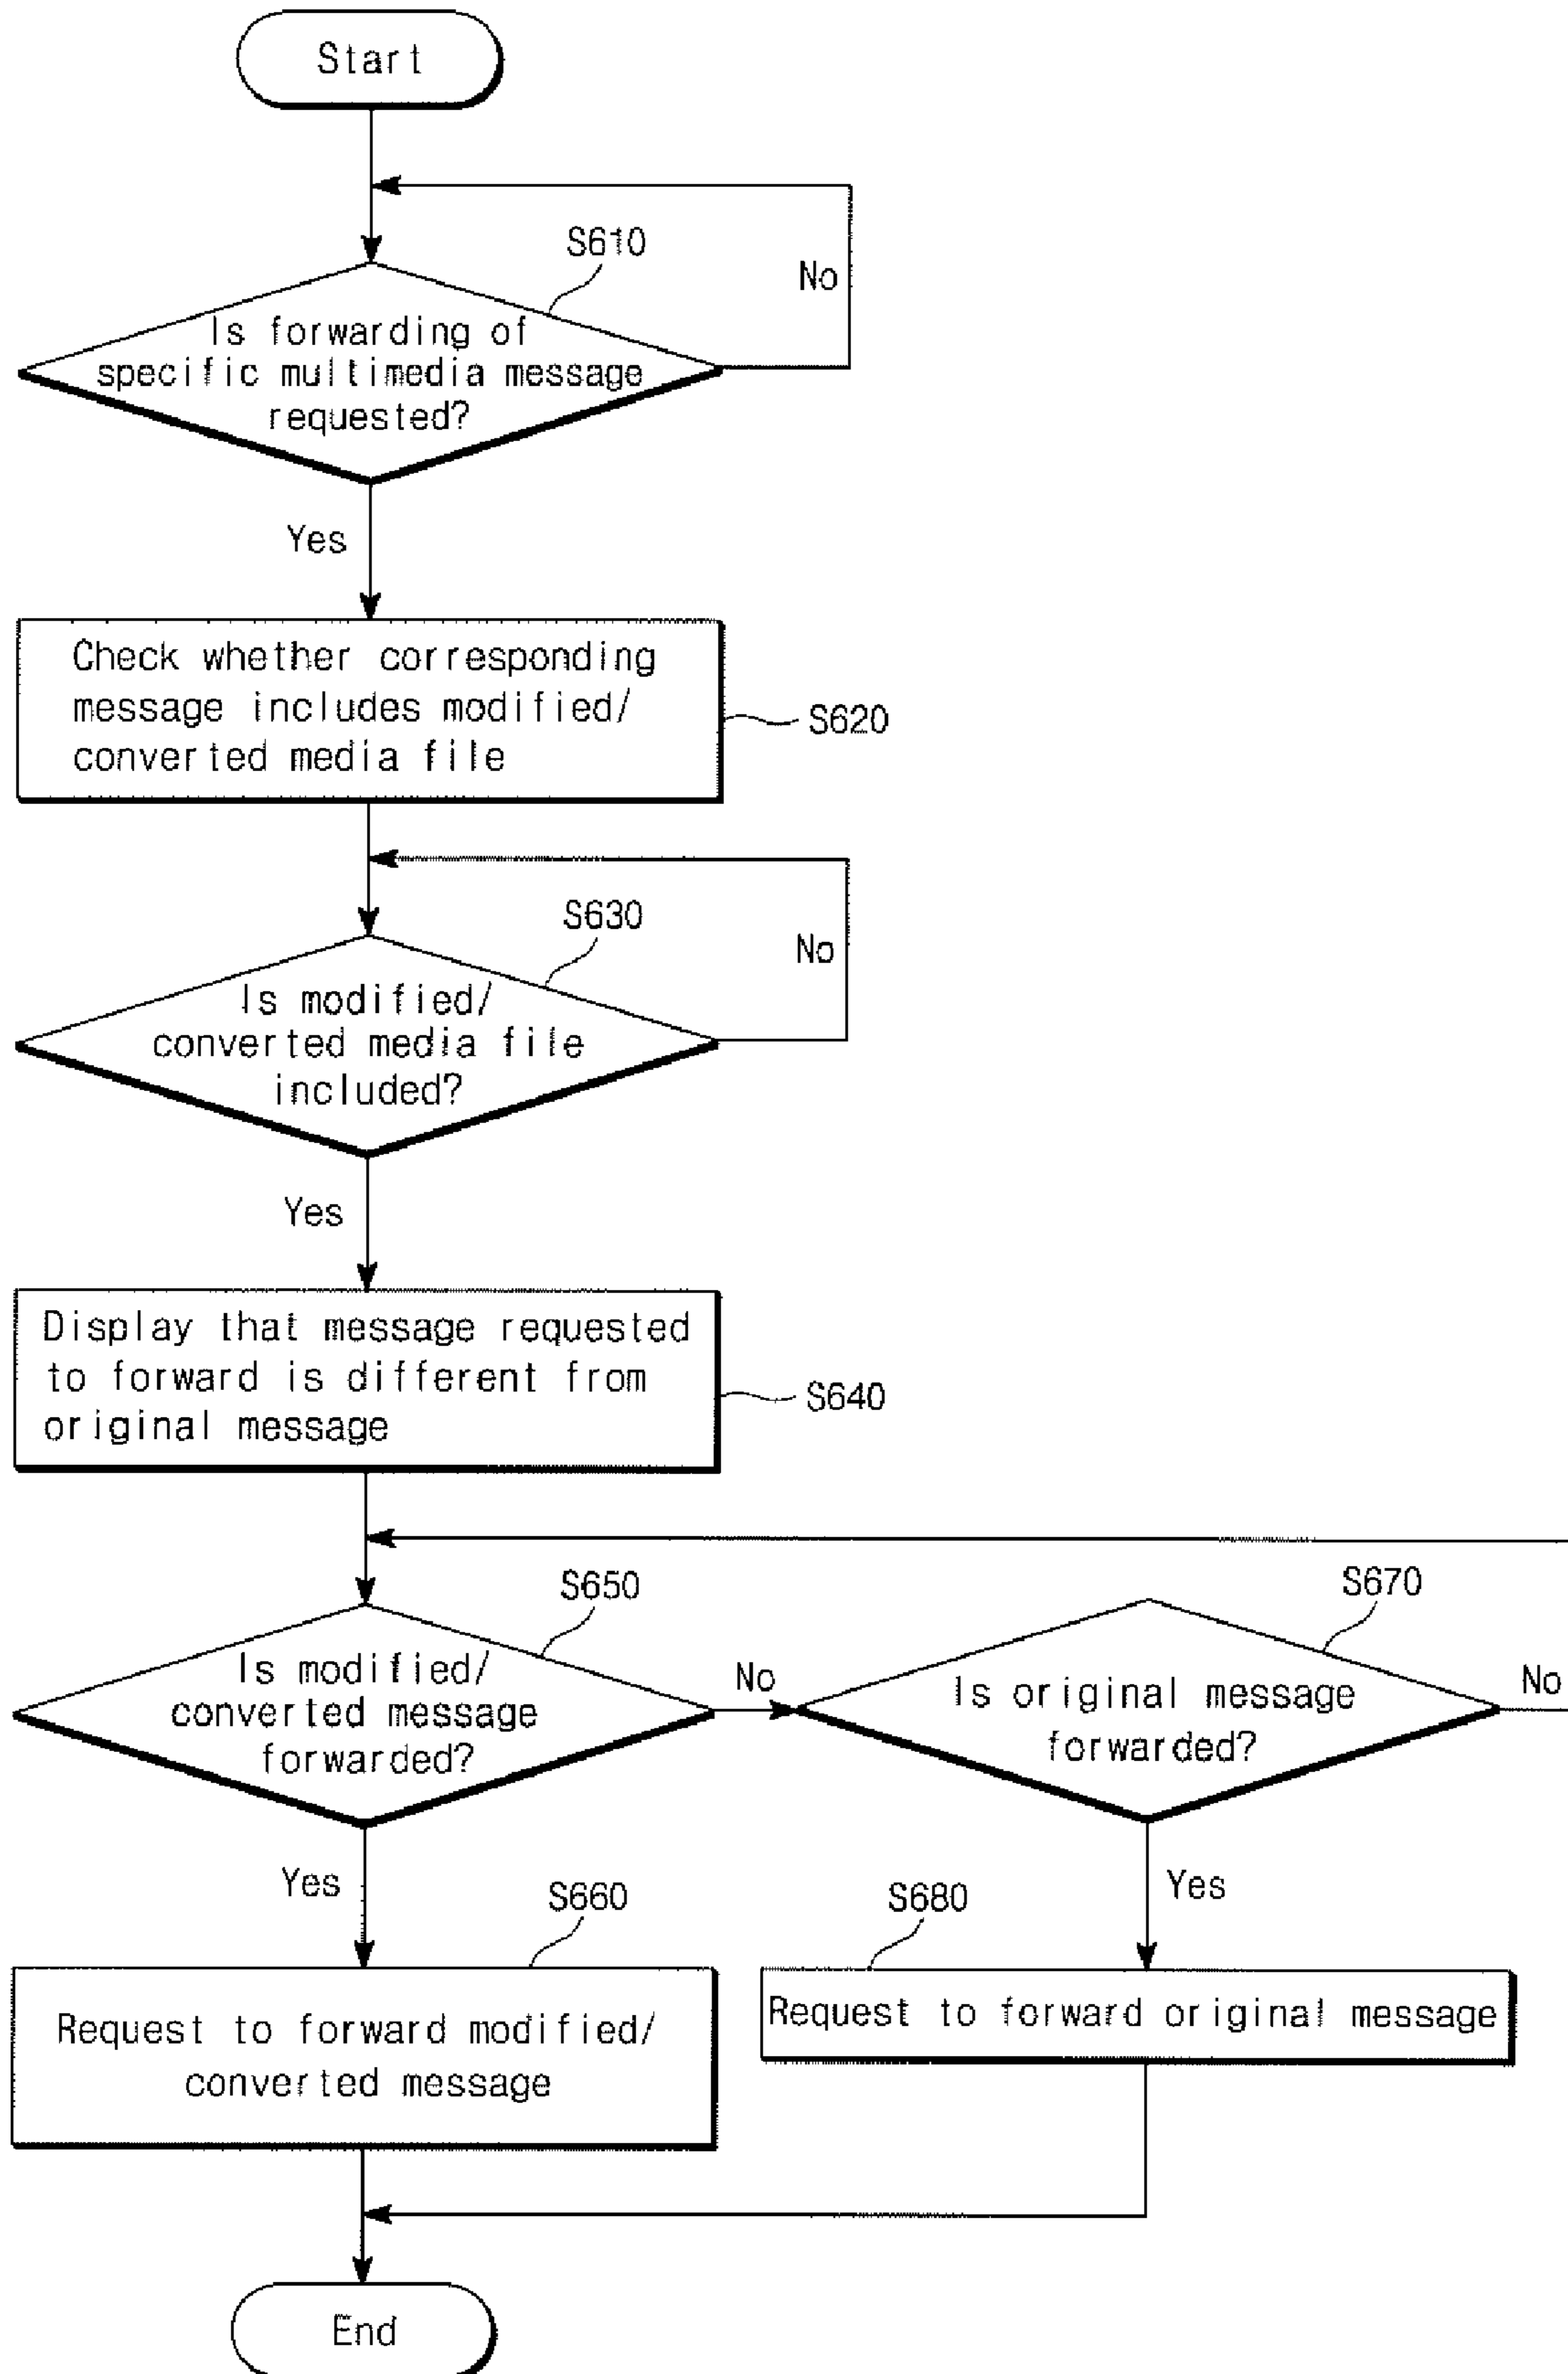 Start
S610
No
Is forwarding of
specific multimedia message
requested?
Yes
Check whether corresponding
message includes modified/
converted media file
S620
S630
No
Is modified/
converted media file
included?
Yes
Display that message requested
to forward is different from
original message
S640
S650
S670
Is modified/
converted message
forwarded?
No
Is original message
forwarded?
No
Yes
S660
S680
Yes
Request to forward modified/
converted message
Request to forward original message
End